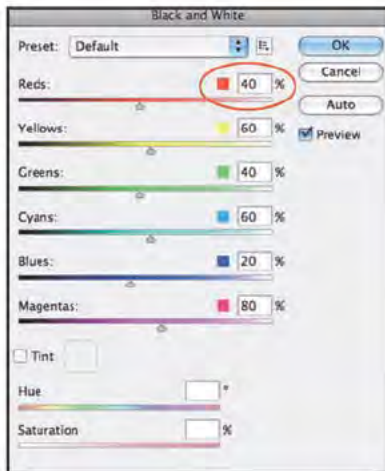 Black and White
Preset: Default
OK
Cancel
Auto
Preview
Reds: 40 %
Yellows: 60 %
Greens: 40 %
Cyans: 60 %
Blues: 20 %
Magentas: 80 %
Tint
Hue °
Saturation %